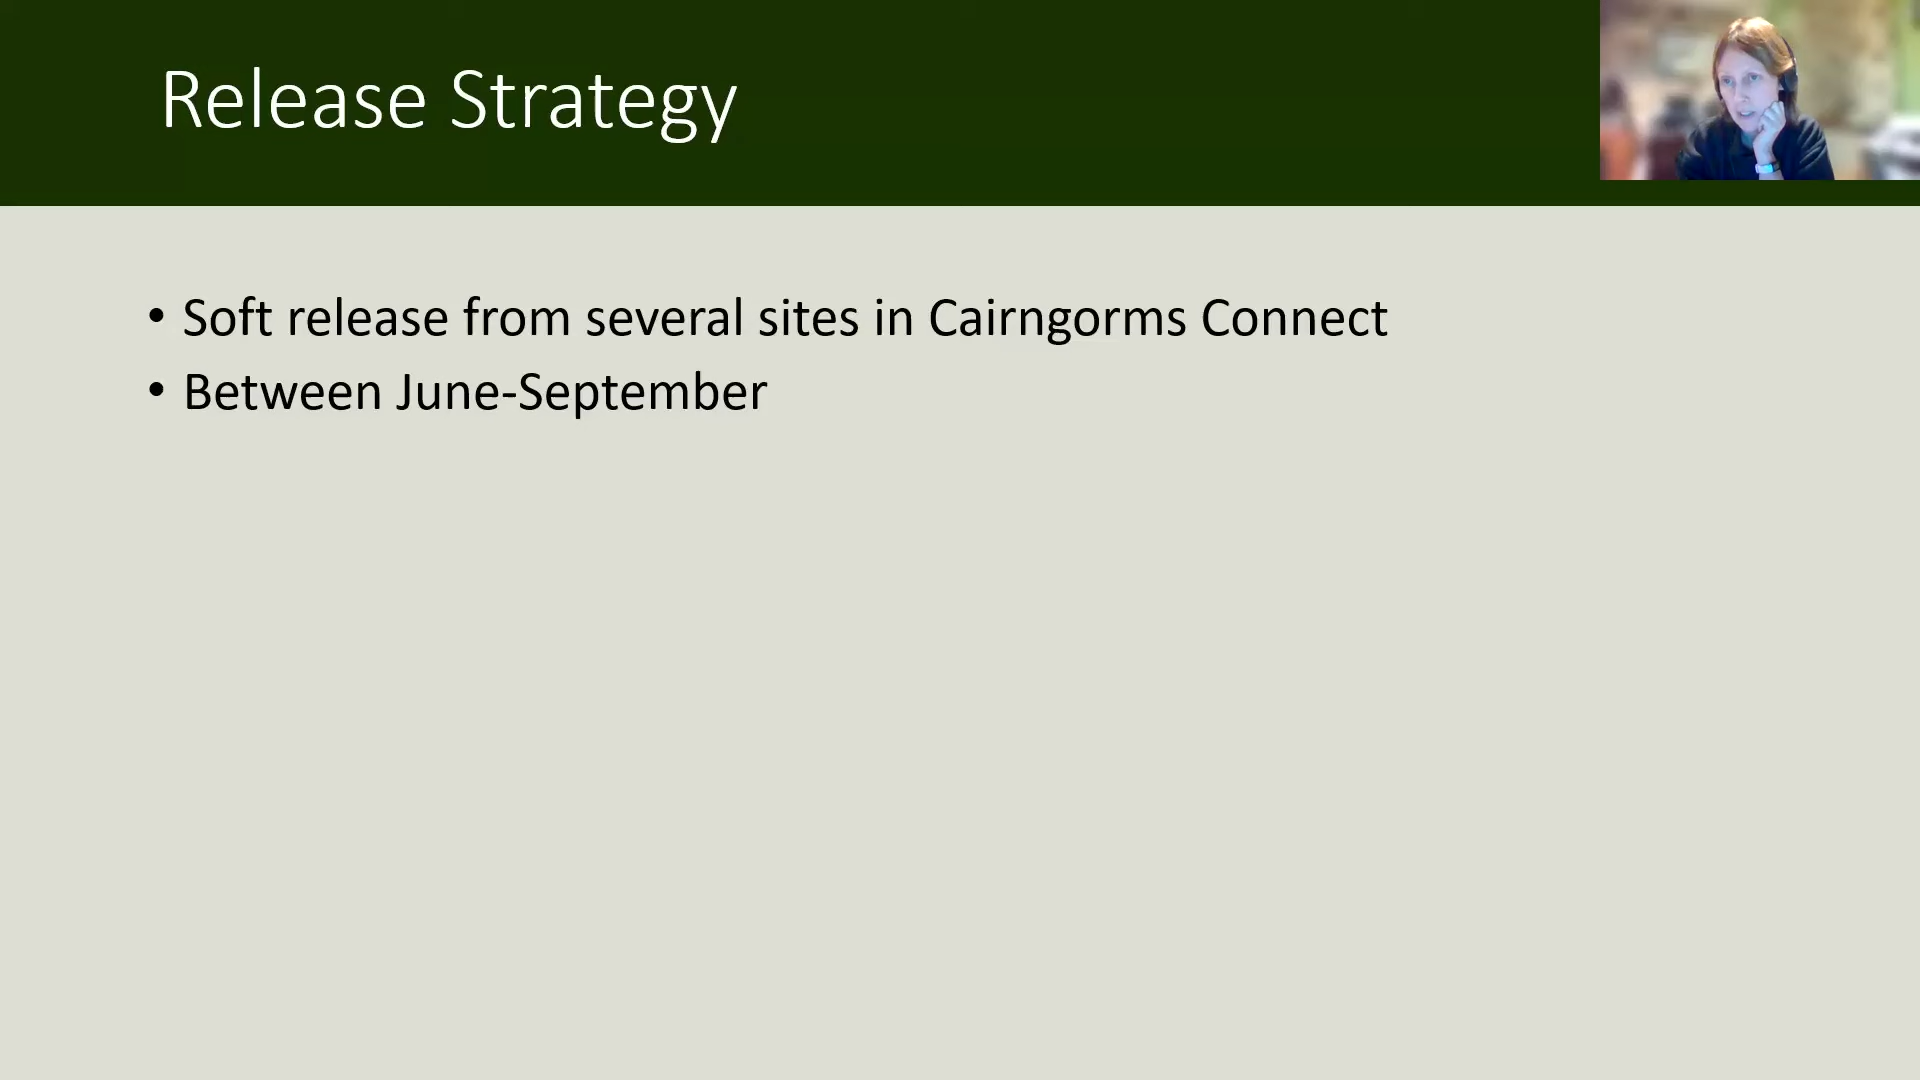 Release Strategy
• Soft release from several sites in Cairngorms Connect
• Between June-September